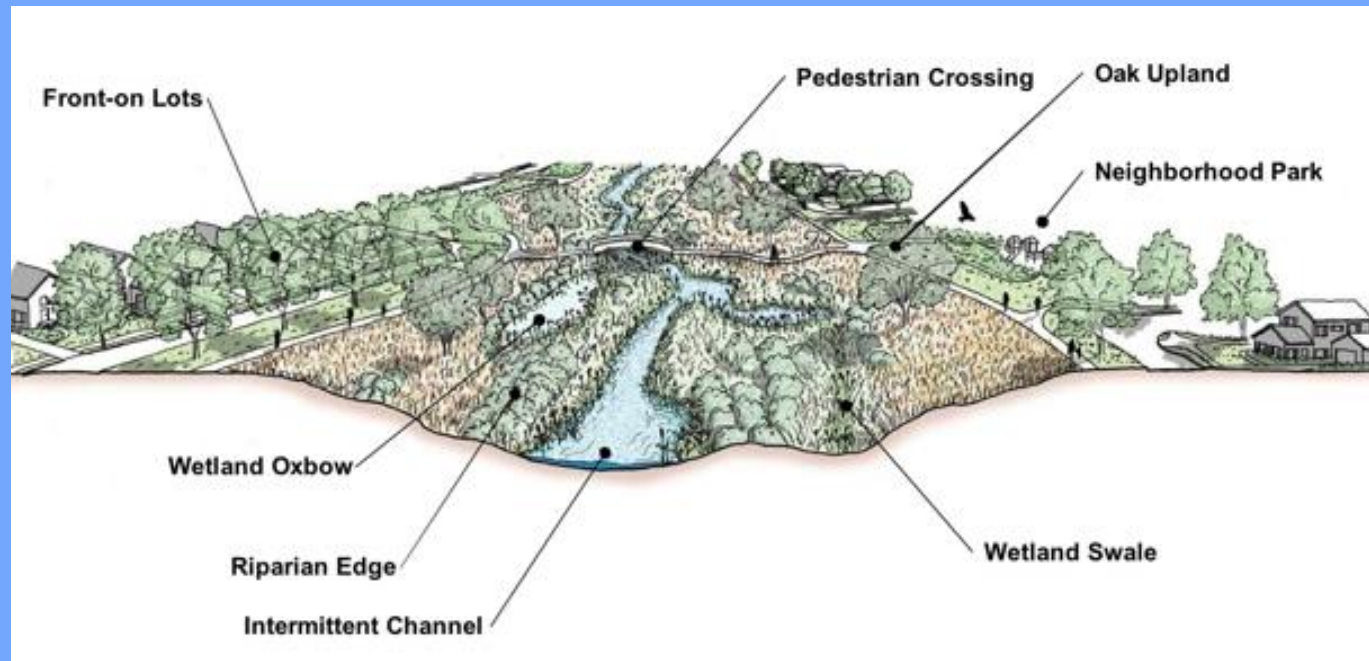 Pedestrian Crossing
Oak Upland
Front-on Lots
Neighborhood Park
Wetland Oxbow
Riparian Edge
Wetland Swale
Intermittent Channel